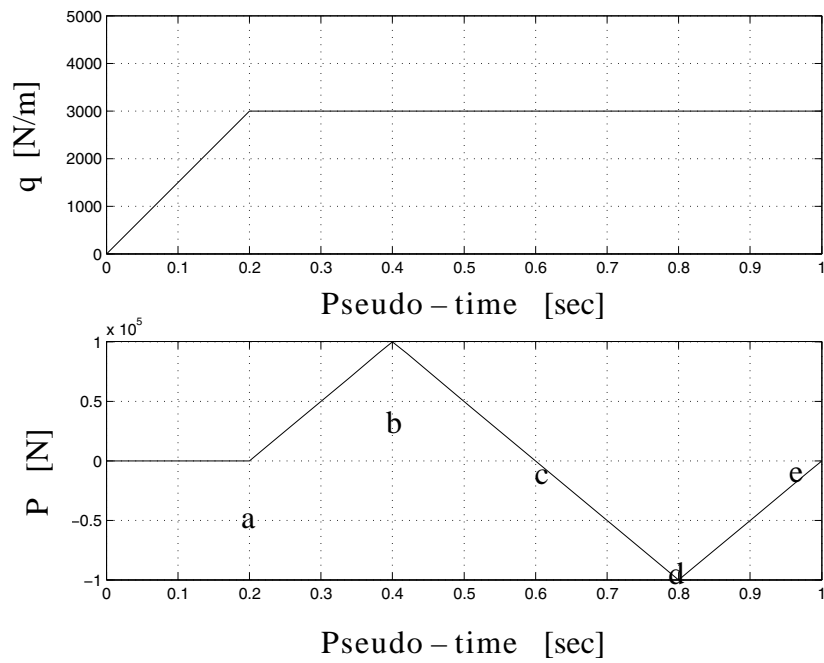 5000
4000
3000
2000
1000
0
q [N/m]
0 0.1 0.2 0.3 0.4 0.5 0.6 0.7 0.8 0.9 1
Pseudo – time [sec]
x 10^5
1
0.5
0
−0.5
−1
P [N]
a
b
c
d
e
0 0.1 0.2 0.3 0.4 0.5 0.6 0.7 0.8 0.9 1
Pseudo – time [sec]